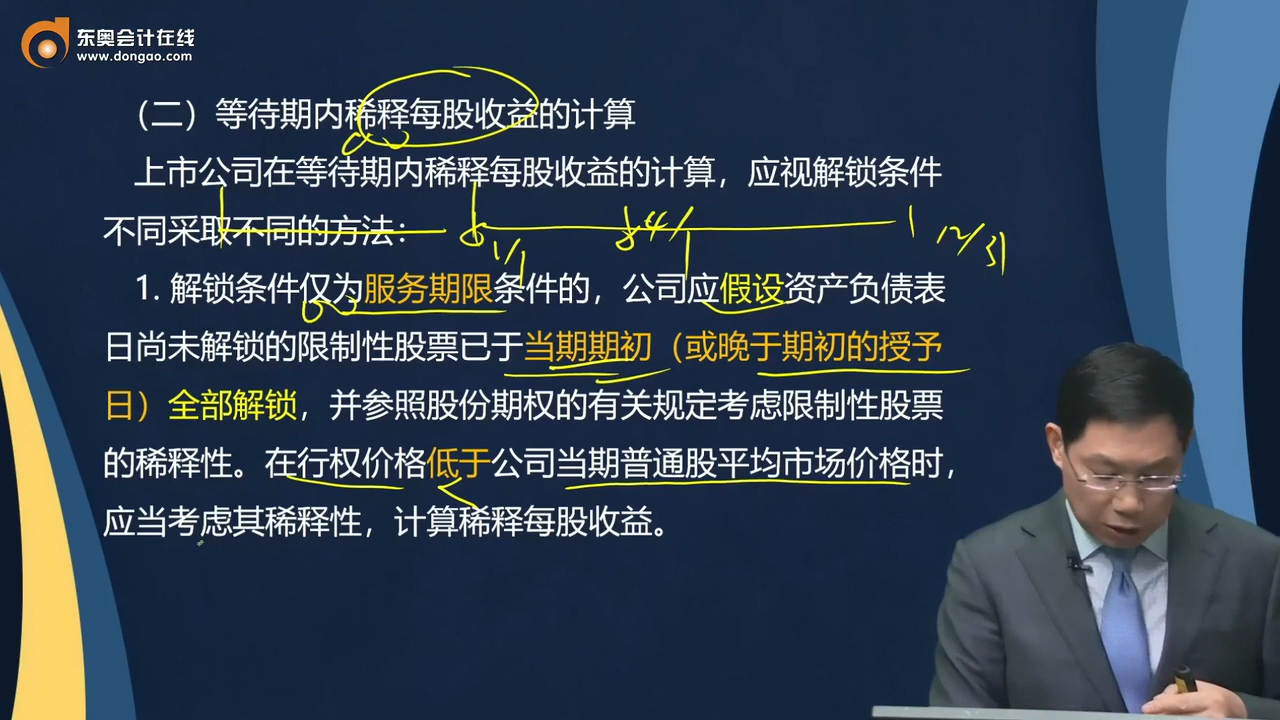 东奥会计在线
www.dongao.com
（二）等待期内稀释每股收益的计算
上市公司在等待期内稀释每股收益的计算，应视解锁条件
不同采取不同的方法：
1/1
4/1
12/31
1. 解锁条件仅为服务期限条件的，公司应假设资产负债表
日尚未解锁的限制性股票已于当期期初（或晚于期初的授予
日）全部解锁，并参照股份期权的有关规定考虑限制性股票
的稀释性。在行权价格低于公司当期普通股平均市场价格时，
应当考虑其稀释性，计算稀释每股收益。